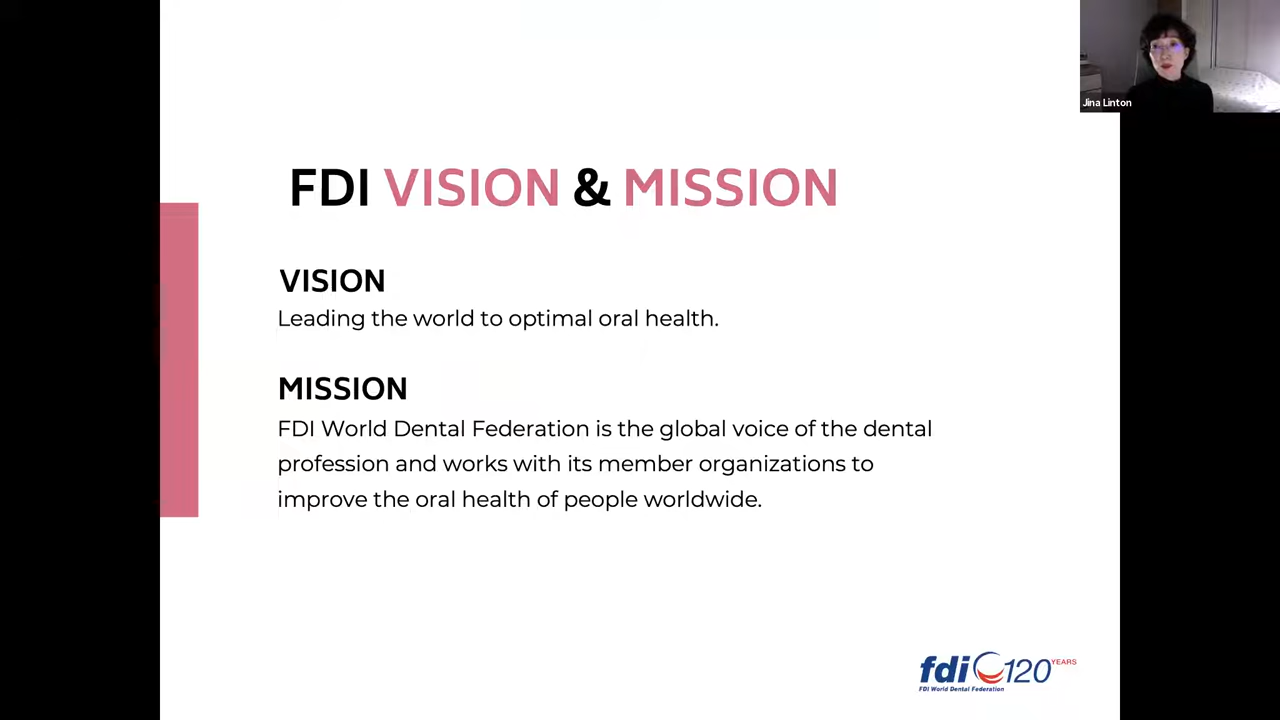 Jina Linton
FDI VISION & MISSION
VISION
Leading the world to optimal oral health.
MISSION
FDI World Dental Federation is the global voice of the dental
profession and works with its member organizations to
improve the oral health of people worldwide.
fdi 120 YEARS
FDI World Dental Federation